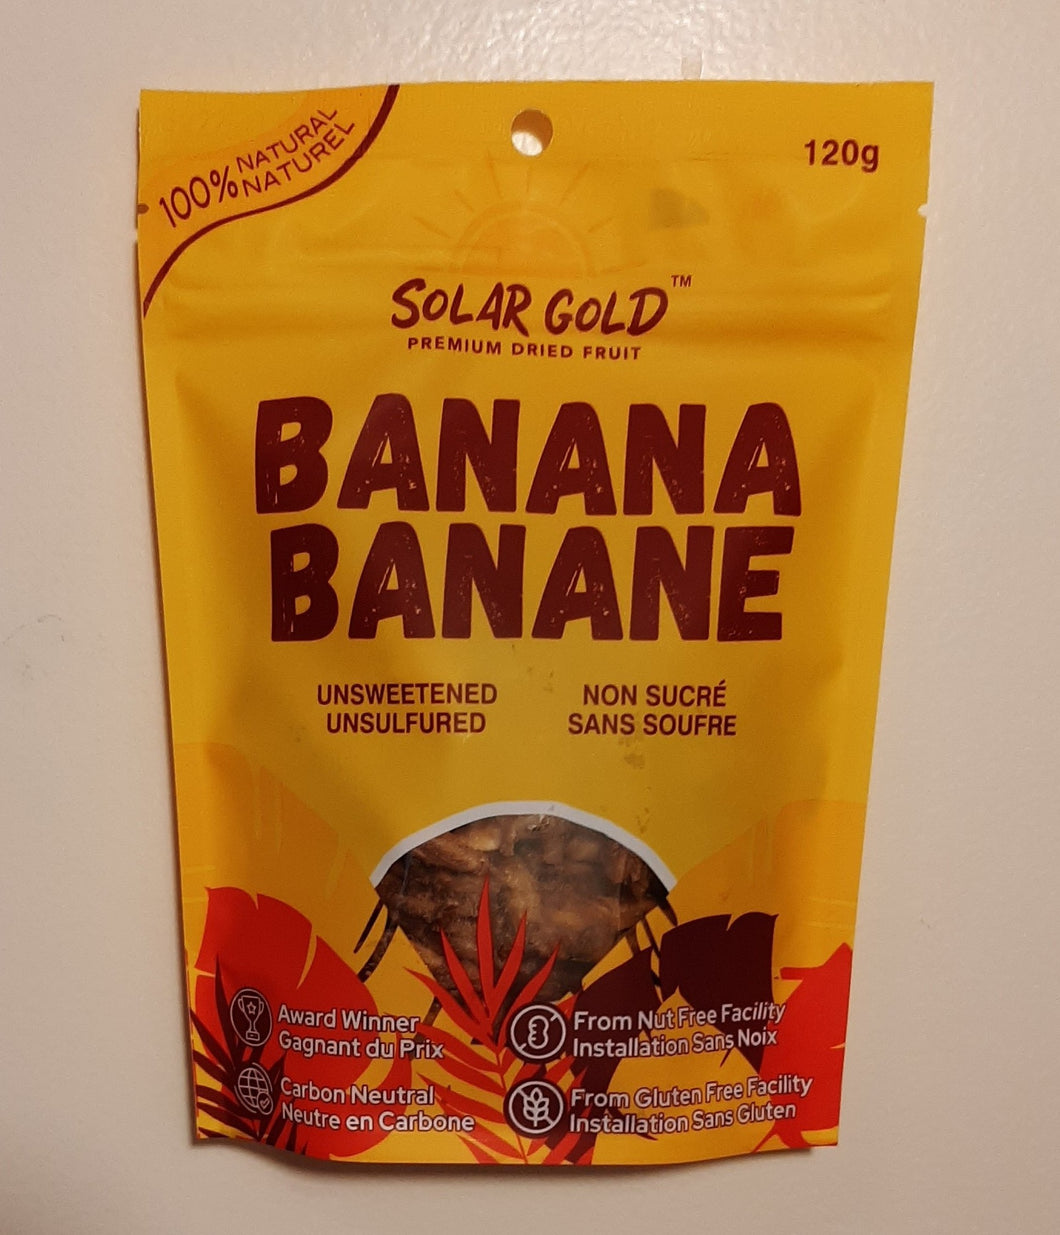 100% NATURAL
NATUREL
120g
SOLAR GOLD™
PREMIUM DRIED FRUIT
BANANA
BANANE
UNSWEETENED
UNSULFURED
NON SUCRÉ
SANS SOUFRE
Award Winner
Gagnant du Prix
Carbon Neutral
Neutre en Carbone
From Nut Free Facility
Installation Sans Noix
From Gluten Free Facility
Installation Sans Gluten